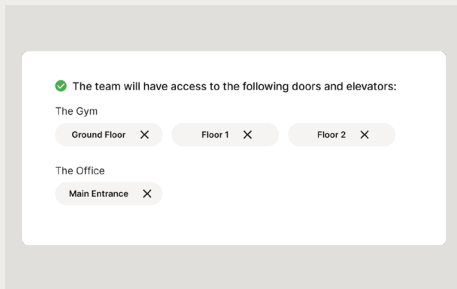 The team will have access to the following doors and elevators:
The Gym
Ground Floor Floor 1 Floor 2
The Office
Main Entrance